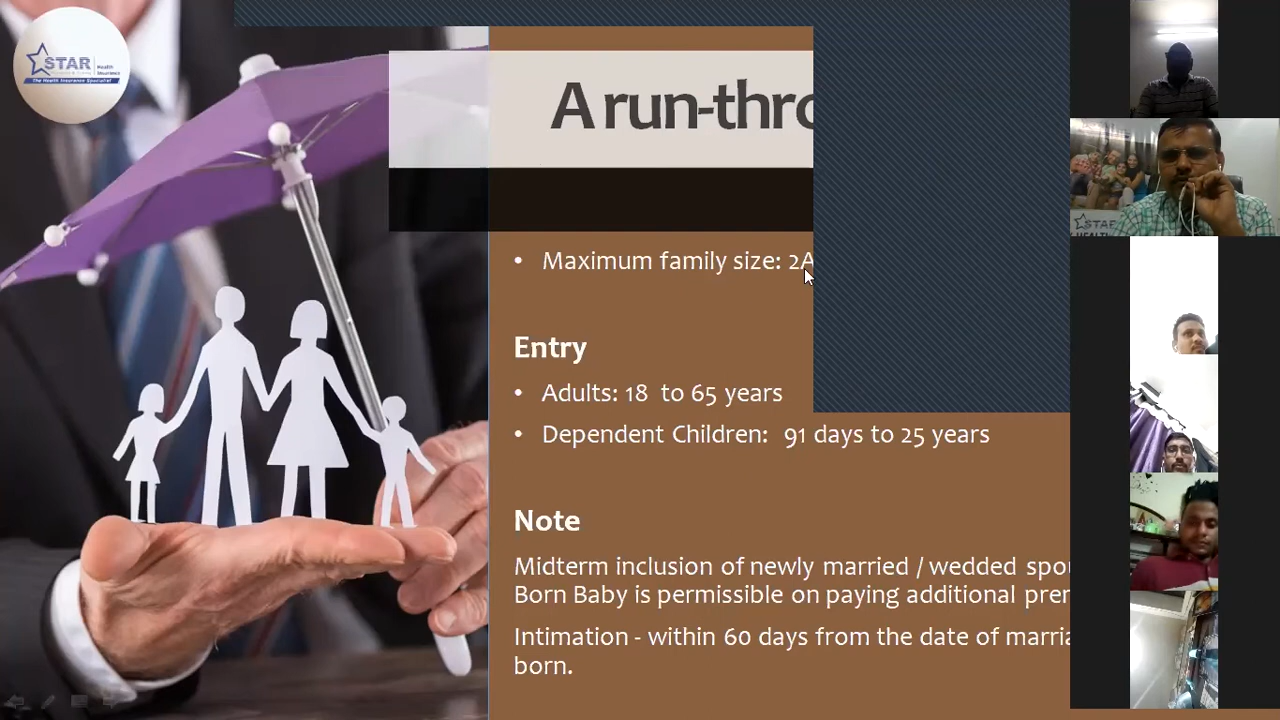 STAR Health Insurance
The Health Insurance Specialist
A run-thro
• Maximum family size: 2A
Entry
• Adults: 18 to 65 years
• Dependent Children: 91 days to 25 years
Note
Midterm inclusion of newly married / wedded spo
Born Baby is permissible on paying additional pre
Intimation - within 60 days from the date of marria
born.
STAR